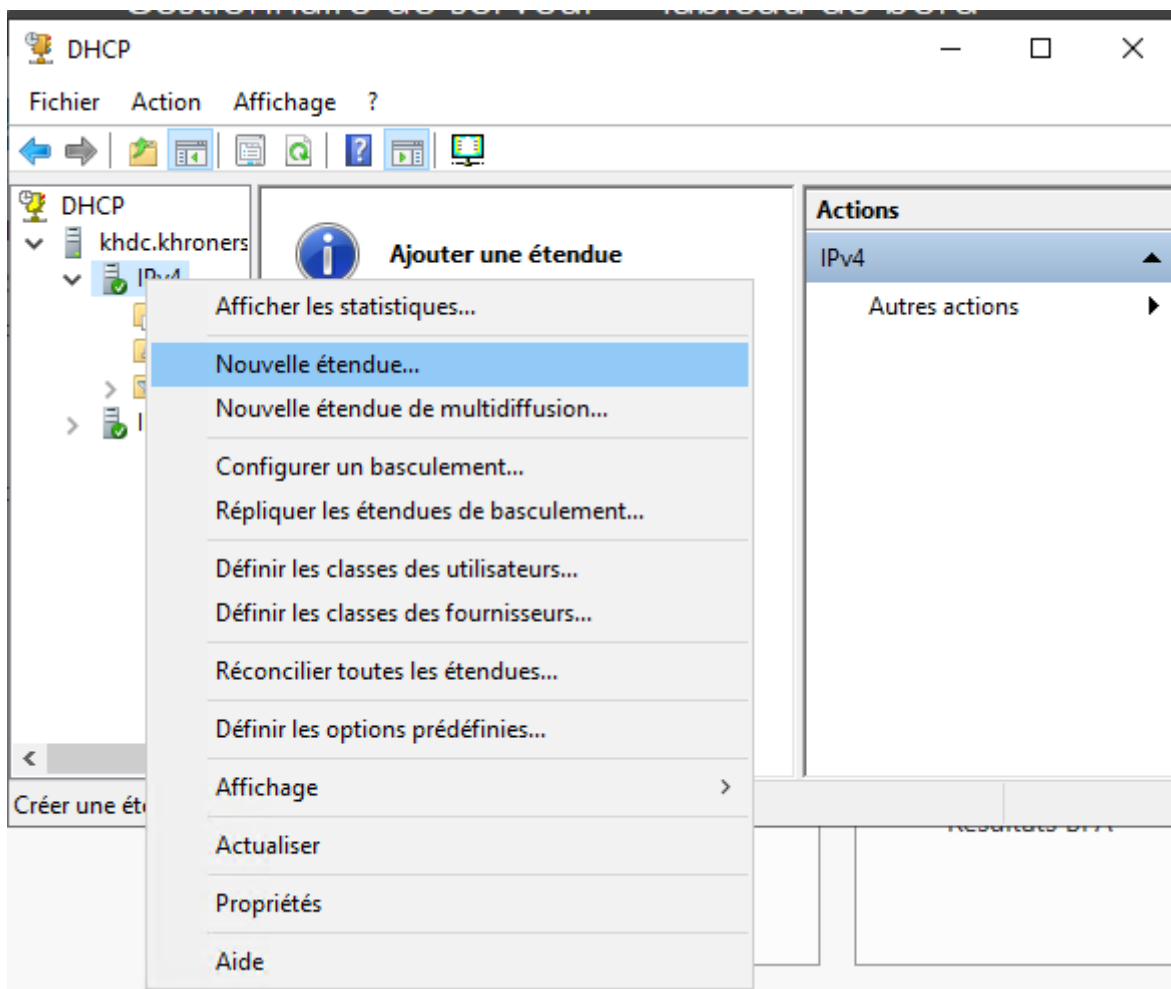 DHCP
Fichier Action Affichage ?
DHCP
khdc.khroners
IPv4
Ajouter une étendue
Actions
IPv4
Autres actions
Afficher les statistiques...
Nouvelle étendue...
Nouvelle étendue de multidiffusion...
Configurer un basculement...
Répliquer les étendues de basculement...
Définir les classes des utilisateurs...
Définir les classes des fournisseurs...
Réconcilier toutes les étendues...
Définir les options prédéfinies...
Affichage
Actualiser
Propriétés
Aide
Créer une